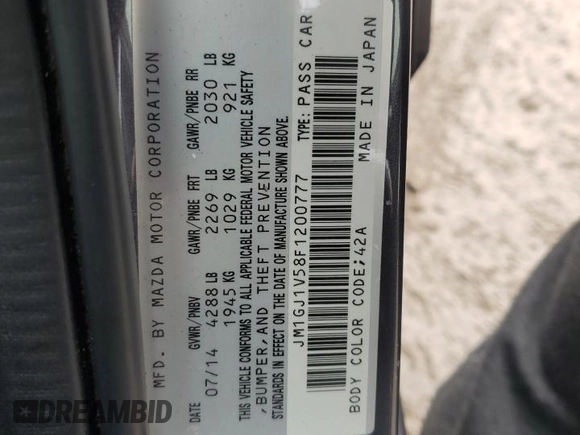 MFD. BY MAZDA MOTOR CORPORATION
DATE GVWR/PNBV GAWR/PNBE FRT GAWR/PNBE RR
07/14 4288 LB 2269 LB 2030 LB
1945 KG 1029 KG 921 KG
THIS VEHICLE CONFORMS TO ALL APPLICABLE FEDERAL MOTOR VEHICLE SAFETY
,BUMPER, AND THEFT PREVENTION
STANDARDS IN EFFECT ON THE DATE OF MANUFACTURE SHOWN ABOVE.
JM1GJ1V58F1200777 TYPE: PASS CAR
BODY COLOR CODE;42A MADE IN JAPAN
DREAMBID